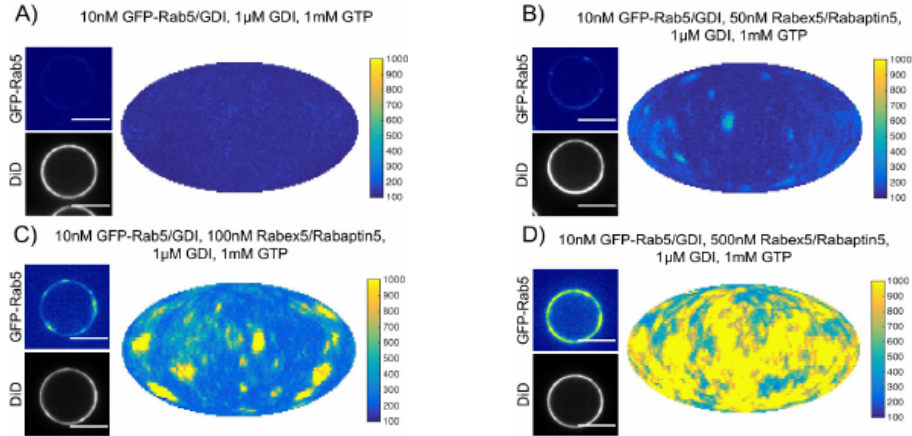 A) 10nM GFP-Rab5/GDI, 1µM GDI, 1mM GTP
GFP-Rab5
DiD
1000
900
800
700
600
500
400
300
200
100
B) 10nM GFP-Rab5/GDI, 50nM Rabex5/Rabaptin5,
1µM GDI, 1mM GTP
GFP-Rab5
DiD
1000
900
800
700
600
500
400
300
200
100
C) 10nM GFP-Rab5/GDI, 100nM Rabex5/Rabaptin5,
1µM GDI, 1mM GTP
GFP-Rab5
DiD
1000
900
800
700
600
500
400
300
200
100
D) 10nM GFP-Rab5/GDI, 500nM Rabex5/Rabaptin5,
1µM GDI, 1mM GTP
GFP-Rab5
DiD
1000
900
800
700
600
500
400
300
200
100